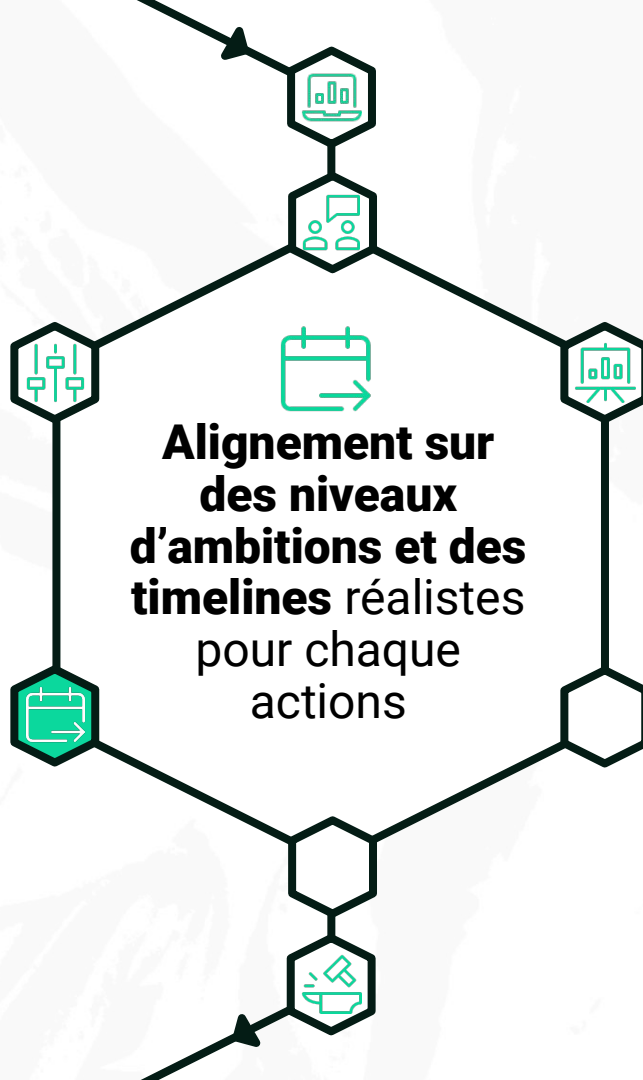 Alignement sur
des niveaux
d’ambitions et des
timelines réalistes
pour chaque
actions